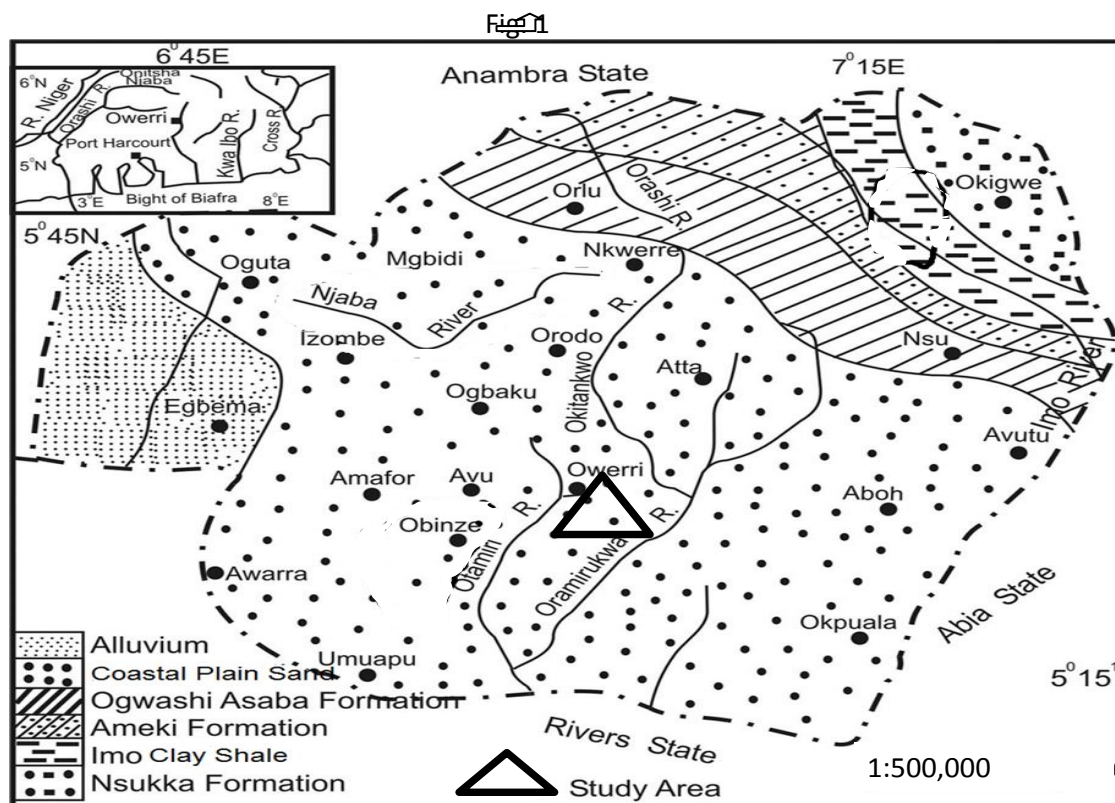 Fig. 1
6°45E
7°15E
Anambra State
6°N
Onitsha
Njaba
R. Niger
Orashi R.
Owerri
Port Harcourt
Kwa Ibo R.
Cross R.
5°N
Bight of Biafra
3°E
8°E
5°45N
Orlu
Orashi R.
Okigwe
Oguta
Mgbidi
Nkwerre
Njaba
River
Izombe
Orodo
Okitankwo
R.
Atta
Nsu
Imo River
Ogbaku
Egbema
Avutu
Amafor
Avu
Owerri
Aboh
Obinze
Otamiri
R.
Oramirukwa
R.
Awarra
Okpuala
Abia State
Umuapu
5°15
Rivers State
Alluvium
Coastal Plain Sand
Ogwashi Asaba Formation
Ameki Formation
Imo Clay Shale
Nsukka Formation
Study Area
1:500,000